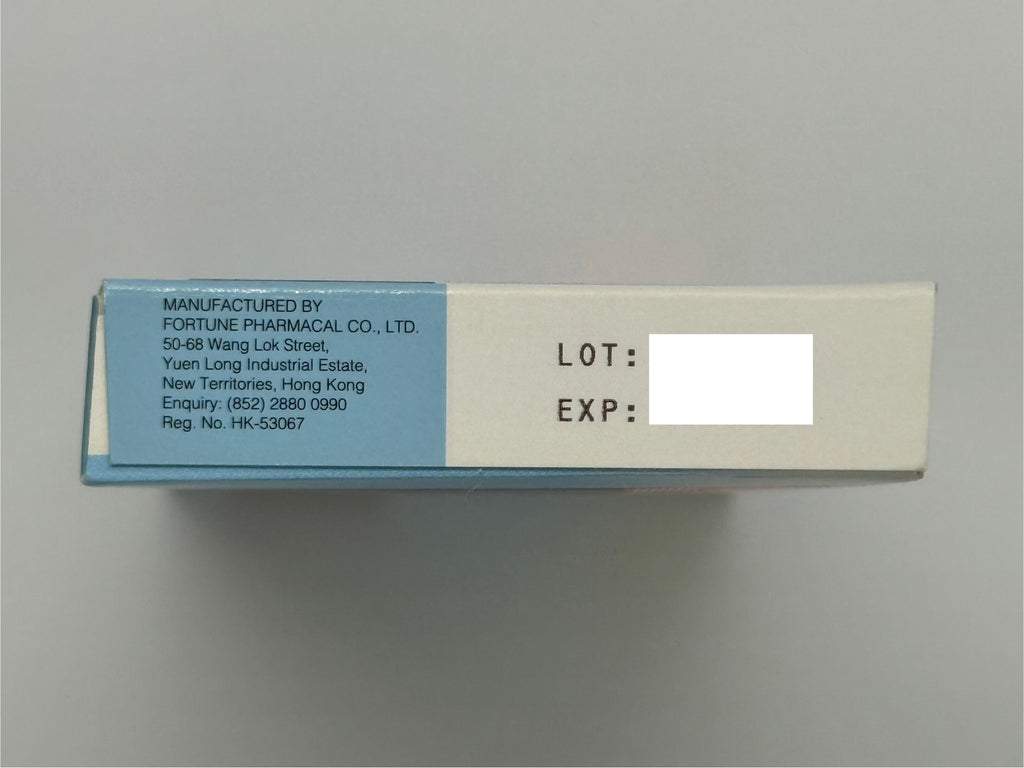 MANUFACTURED BY
FORTUNE PHARMACAL CO., LTD.
50-68 Wang Lok Street,
Yuen Long Industrial Estate,
New Territories, Hong Kong
Enquiry: (852) 2880 0990
Reg. No. HK-53067
LOT:
EXP: